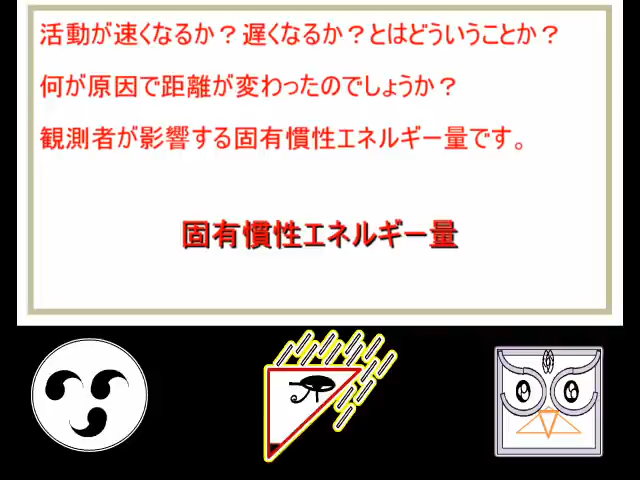 活動が速くなるか？遅くなるか？とはどういうことか？
何が原因で距離が変わったのでしょうか？
観測者が影響する固有慣性エネルギー量です。
固有慣性エネルギー量